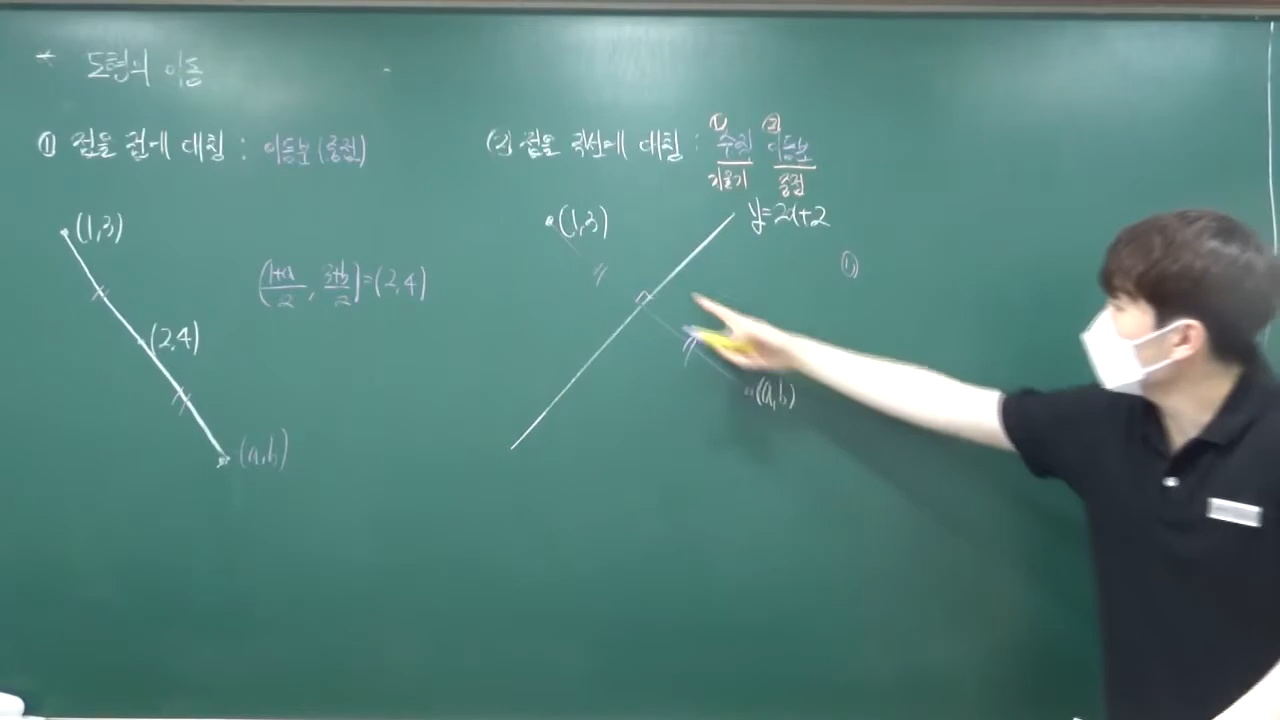 * 도형의 이동
① 점을 점에 대칭 : 이등분 (중점)
(1,3)
(2,4)
(a,b)
(1+a/2, 3+b/2)=(2,4)
(2) 점을 직선에 대칭 : ① 수직 ② 이등분
기울기 중점
(1,3)
y=2x+2
①
(a,b)